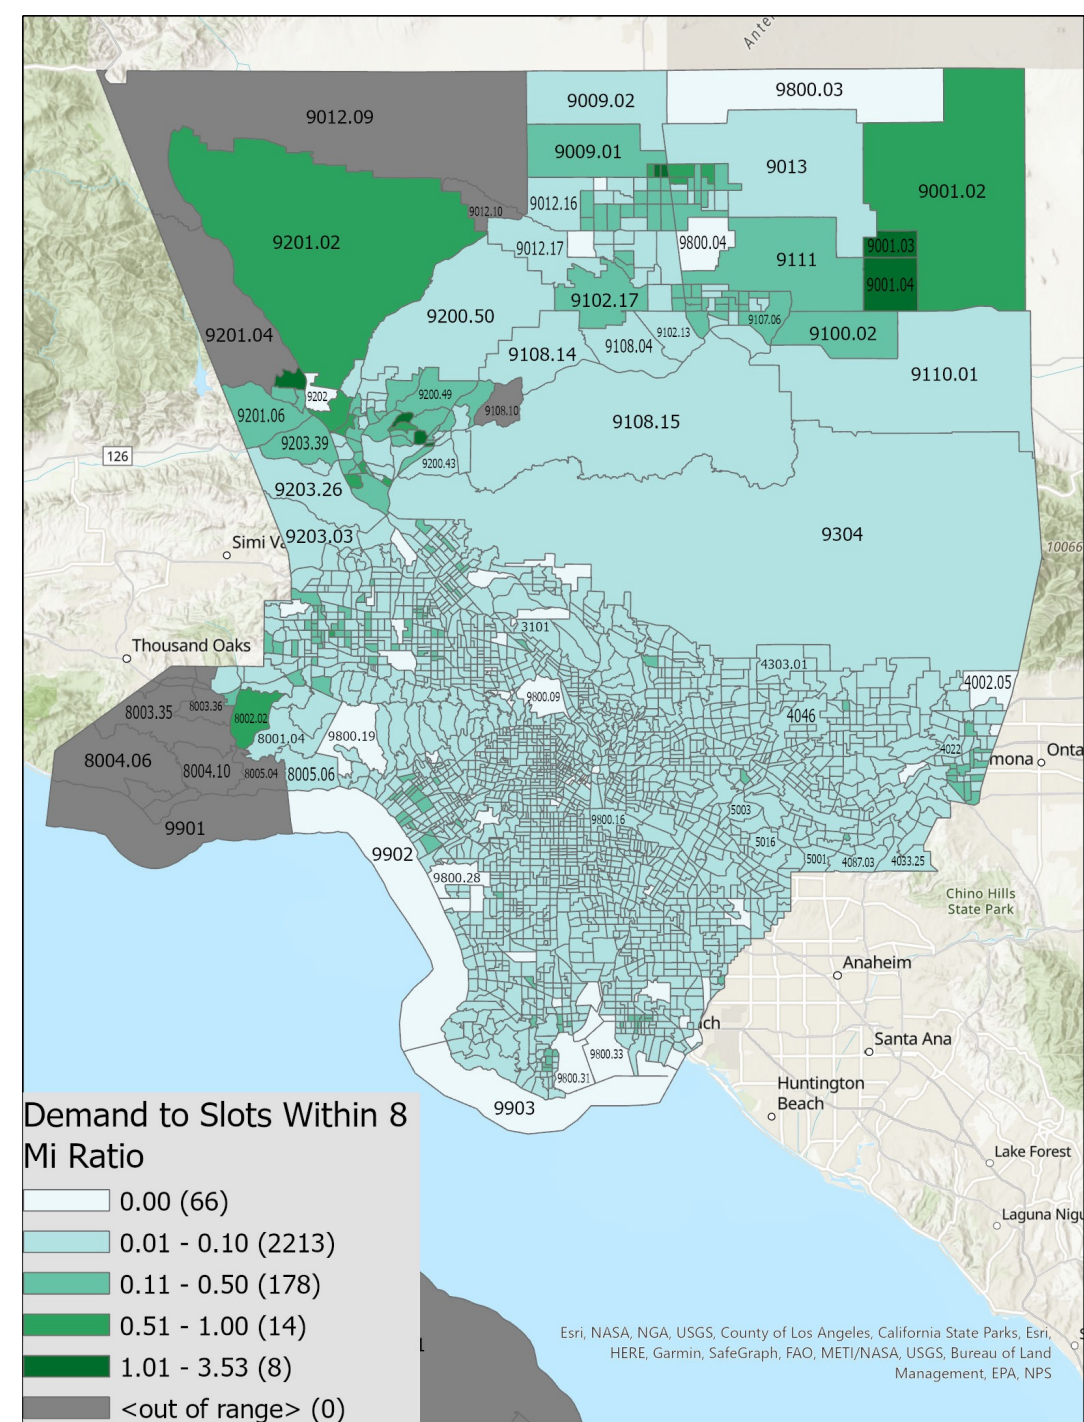 9012.09
9009.02
9800.03
9009.01
9013
9001.02
9012.10
9012.16
9201.02
9012.17
9800.04
9001.03
9111
9001.04
9102.17
9200.50
9107.06
9201.04
9102.13
9100.02
9108.04
9108.14
9110.01
9202
9200.49
9108.10
9201.06
9108.15
9203.39
126
9200.43
9203.26
9203.03
9304
Simi Va
10066
3101
Thousand Oaks
4303.01
4002.05
9800.09
8003.36
8003.35
8002.02
4046
8001.04
9800.19
4022
Onta
8004.06
mona
8004.10
8005.04
8005.06
5003
9800.16
9901
5016
9902
5001
4087.03
4033.25
9800.28
Chino Hills
State Park
Anaheim
ach
Santa Ana
9800.33
9800.31
Huntington
Beach
9903
Demand to Slots Within 8
Mi Ratio
Lake Forest
0.00 (66)
Laguna Nigu
0.01 - 0.10 (2213)
0.11 - 0.50 (178)
0.51 - 1.00 (14)
1.01 - 3.53 (8)
<out of range> (0)
Esri, NASA, NGA, USGS, County of Los Angeles, California State Parks, Esri,
HERE, Garmin, SafeGraph, FAO, METI/NASA, USGS, Bureau of Land
Management, EPA, NPS